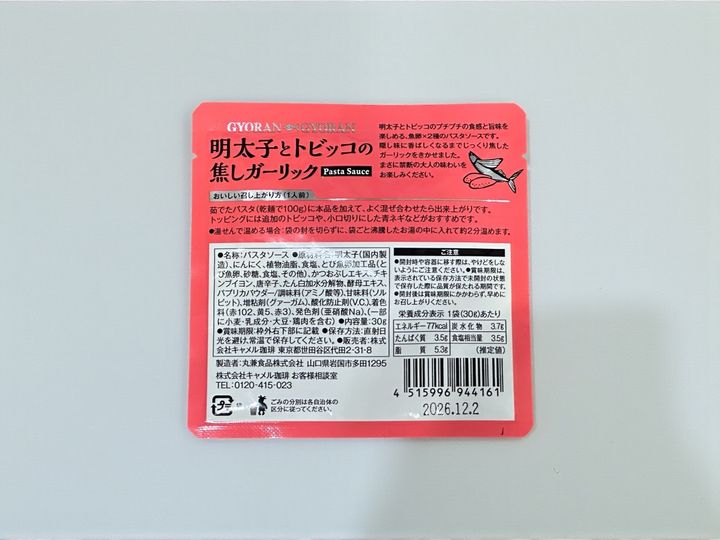 GYORAN GYORAN
明太子とトビッコの
焦しガーリック Pasta Sauce
明太子とトビッコのプチプチの食感と旨味を
楽しめる、魚卵×2種のパスタソースです。
隠し味に香ばしくなるまでじっくり焦した
ガーリックをきかせました。
まさに禁断の大人の味わいを
お楽しみください。
おいしい召し上がり方(1人前)
茹でたパスタ(乾麺で100g)に本品を加えて、よく混ぜ合わせたら出来上がりです。
トッピングには追加のトビッコや、小口切りにした青ネギなどがおすすめです。
●湯せんで温める場合:袋の封を切らずに、袋ごと沸騰したお湯の中に入れて約2分温めます。
●名称:パスタソース ●原材料名:明太子(国内製
造)、にんにく、植物油脂、食塩、とび魚卵加工品(と
び魚卵、砂糖、食塩、その他)、かつおぶしエキス、チキ
ンブイヨン、唐辛子、たん白加水分解物、酵母エキス、
パプリカパウダー/調味料(アミノ酸等)、甘味料(ソル
ビット)、増粘剤(グァーガム)、酸化防止剤(V.C.)、着色
料(赤102、黄5、赤3)、発色剤(亜硝酸Na)、(一
部に小麦・乳成分・大豆・鶏肉を含む) ●内容量:30g
●賞味期限:枠外右下部に記載 ●保存方法:直射日
光を避け、常温で保存してください。 ●販売者:株式
会社キャメル珈琲 東京都世田谷区代田2-31-8
製造者:丸兼食品株式会社 山口県岩国市多田1295
株式会社キャメル珈琲 お客様相談室
TEL:0120-415-023
ごみの分別は各自治体の
区分に従ってください。
ご注意
●開封時や容器に移す際は、やけどをしな
いようにご注意ください。●賞味期限は、
表示されている保存方法で未開封の状態
で保存した際に品質が保たれる期間です。
●開封後は賞味期限にかかわらず、早めに
お召し上がりください。
栄養成分表示 1袋(30g)あたり
エネルギー 77kcal 炭水化物 3.7g
たんぱく質 3.5g 食塩相当量 3.5g
脂質 5.3g (推定値)
4 515996 944161
2026.12.2